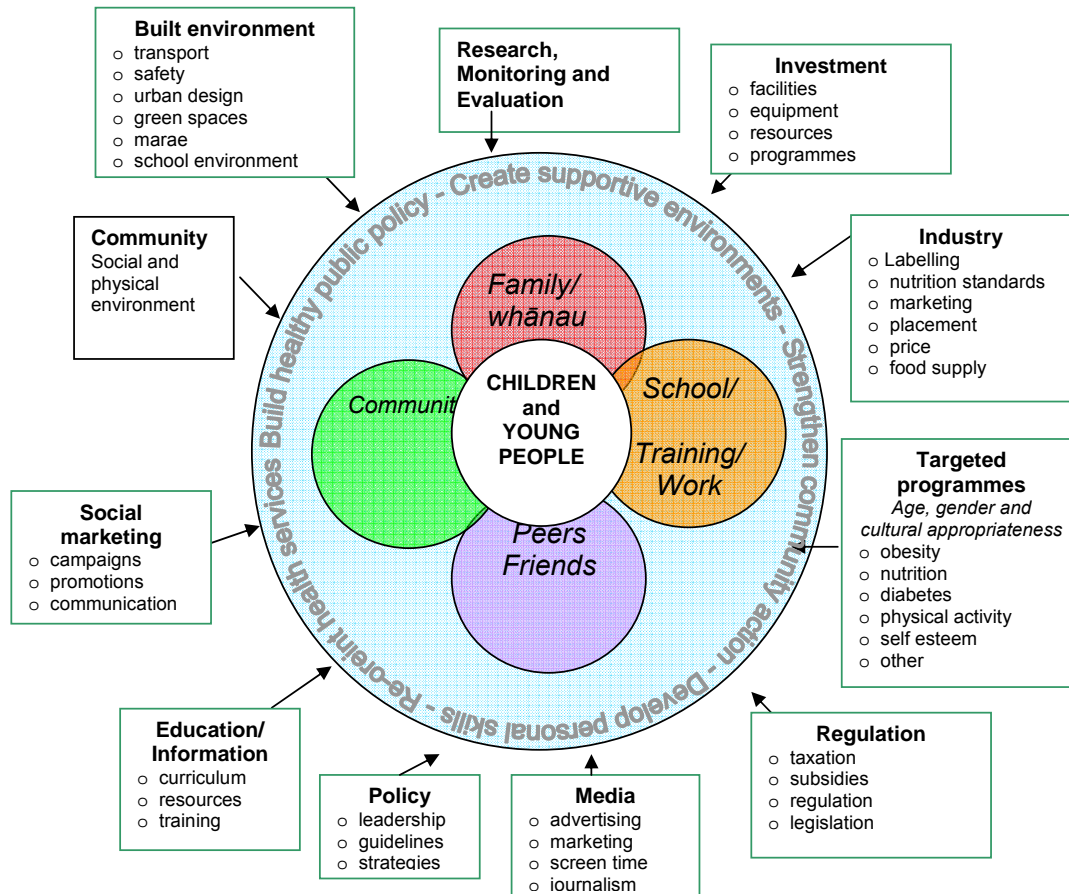 Built environment
o transport
o safety
o urban design
o green spaces
o marae
o school environment
Research,
Monitoring and
Evaluation
Investment
o facilities
o equipment
o resources
o programmes
Community
Social and
physical
environment
Industry
o Labelling
o nutrition standards
o marketing
o placement
o price
o food supply
Re-oreint health services Build healthy public policy - Create supportive environments - Strengthen community action - Develop personal skills -
Family/
whānau
Communit
CHILDREN
and
YOUNG
PEOPLE
School/
Training/
Work
Peers
Friends
Social
marketing
o campaigns
o promotions
o communication
Targeted
programmes
Age, gender and
cultural appropriateness
o obesity
o nutrition
o diabetes
o physical activity
o self esteem
o other
Education/
Information
o curriculum
o resources
o training
Policy
o leadership
o guidelines
o strategies
Media
o advertising
o marketing
o screen time
o journalism
Regulation
o taxation
o subsidies
o regulation
o legislation